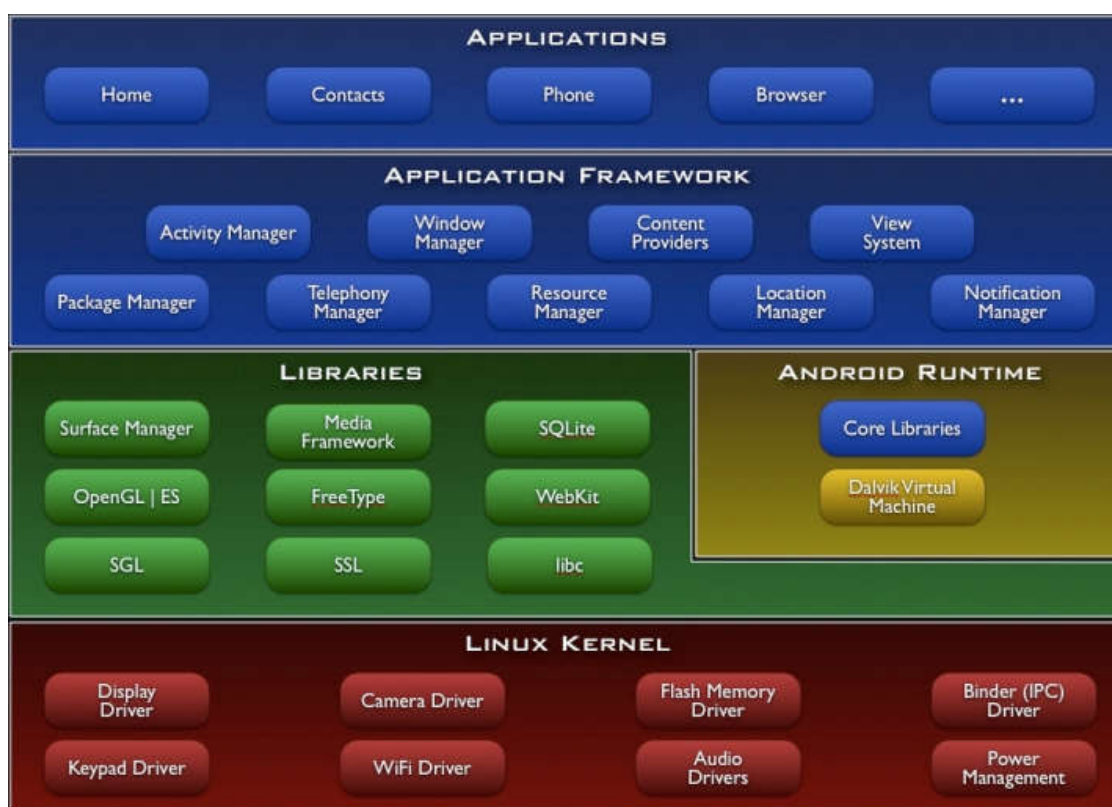 APPLICATIONS
Home
Contacts
Phone
Browser
...
APPLICATION FRAMEWORK
Activity Manager
Window
Manager
Content
Providers
View
System
Package Manager
Telephony
Manager
Resource
Manager
Location
Manager
Notification
Manager
LIBRARIES
Surface Manager
Media
Framework
SQLite
OpenGL | ES
FreeType
WebKit
SGL
SSL
libc
ANDROID RUNTIME
Core Libraries
Dalvik Virtual
Machine
LINUX KERNEL
Display
Driver
Camera Driver
Flash Memory
Driver
Binder (IPC)
Driver
Keypad Driver
WiFi Driver
Audio
Drivers
Power
Management